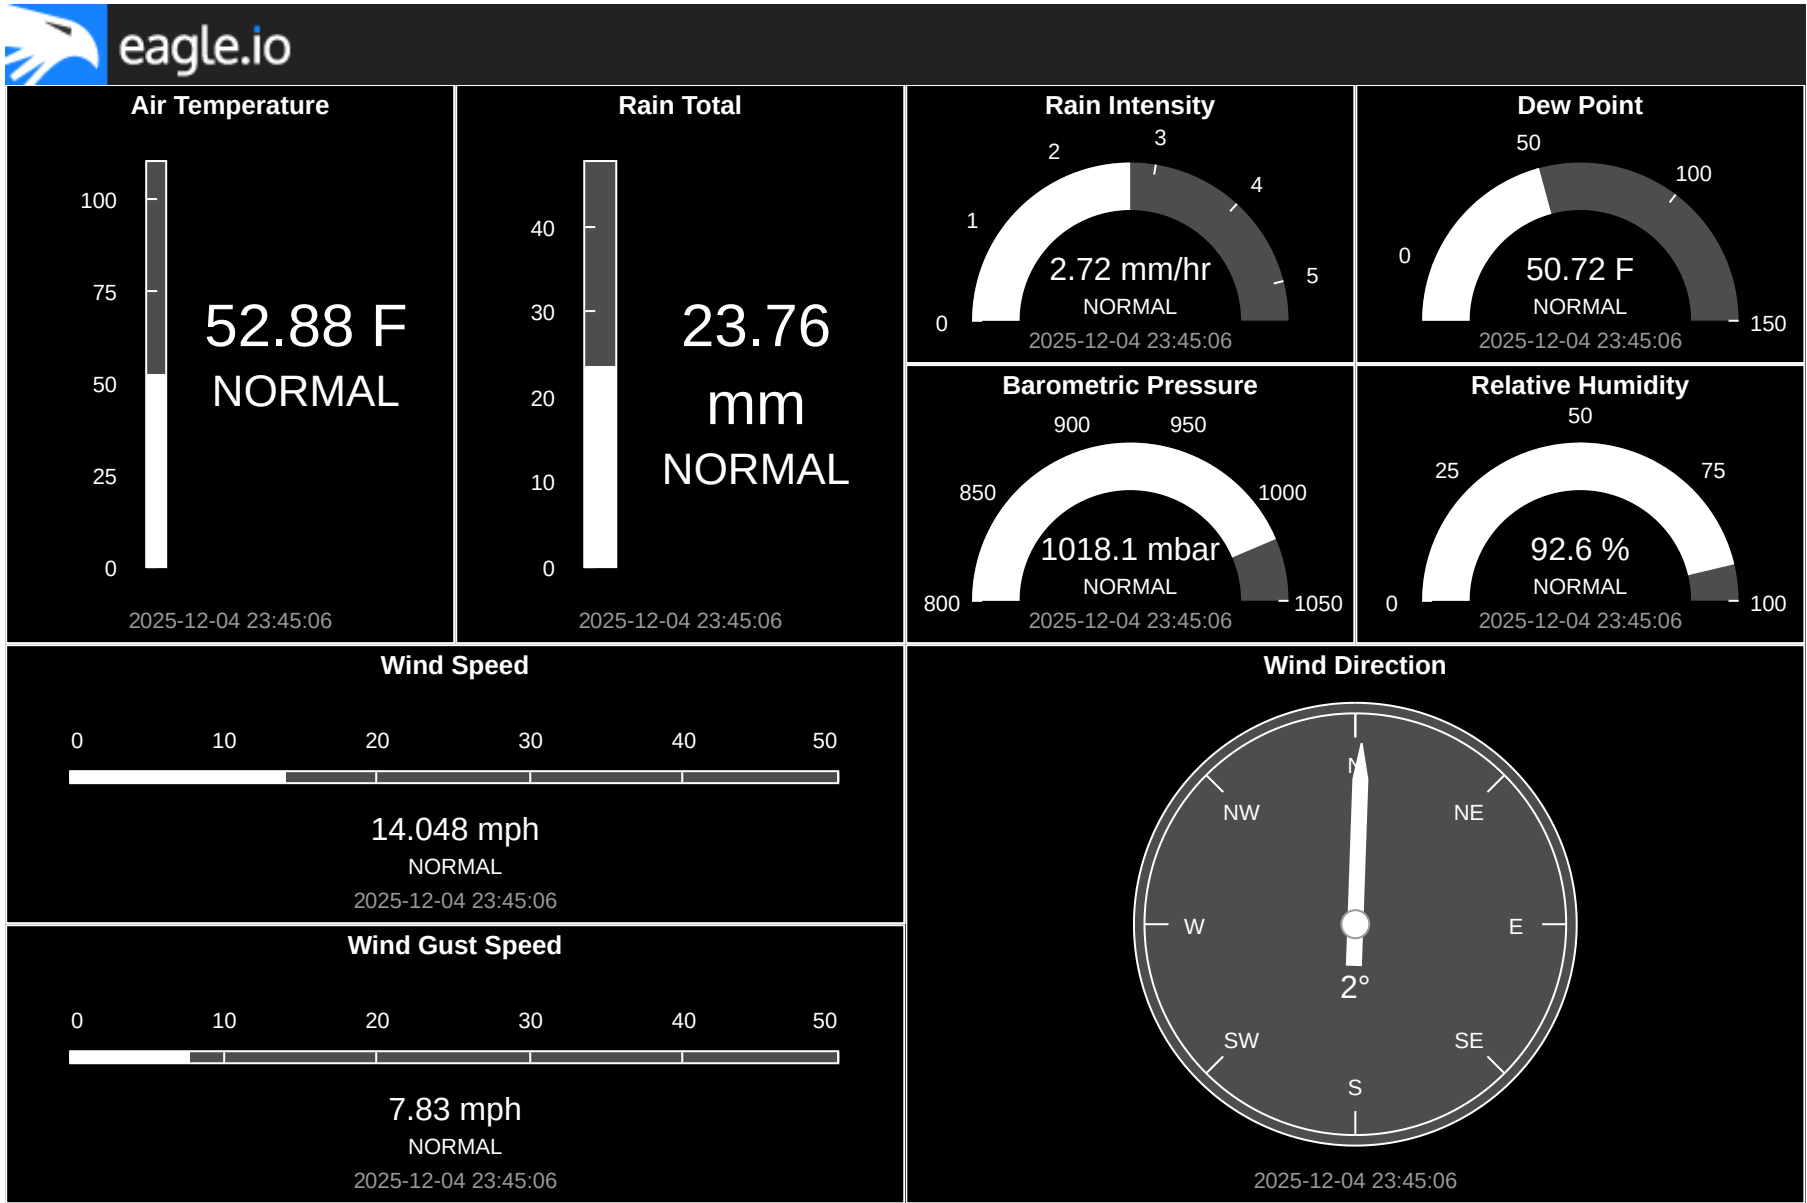 eagle.io
Air Temperature
100
75
50
25
0
52.88 F
NORMAL
2025-12-04 23:45:06
Rain Total
40
30
20
10
0
23.76
mm
NORMAL
2025-12-04 23:45:06
Rain Intensity
0
1
2
3
4
5
2.72 mm/hr
NORMAL
2025-12-04 23:45:06
Dew Point
0
50
100
150
50.72 F
NORMAL
2025-12-04 23:45:06
Barometric Pressure
800
850
900
950
1000
1050
1018.1 mbar
NORMAL
2025-12-04 23:45:06
Relative Humidity
0
25
50
75
100
92.6 %
NORMAL
2025-12-04 23:45:06
Wind Speed
0 10 20 30 40 50
14.048 mph
NORMAL
2025-12-04 23:45:06
Wind Gust Speed
0 10 20 30 40 50
7.83 mph
NORMAL
2025-12-04 23:45:06
Wind Direction
N
NW NE
W E
2°
SW SE
S
2025-12-04 23:45:06